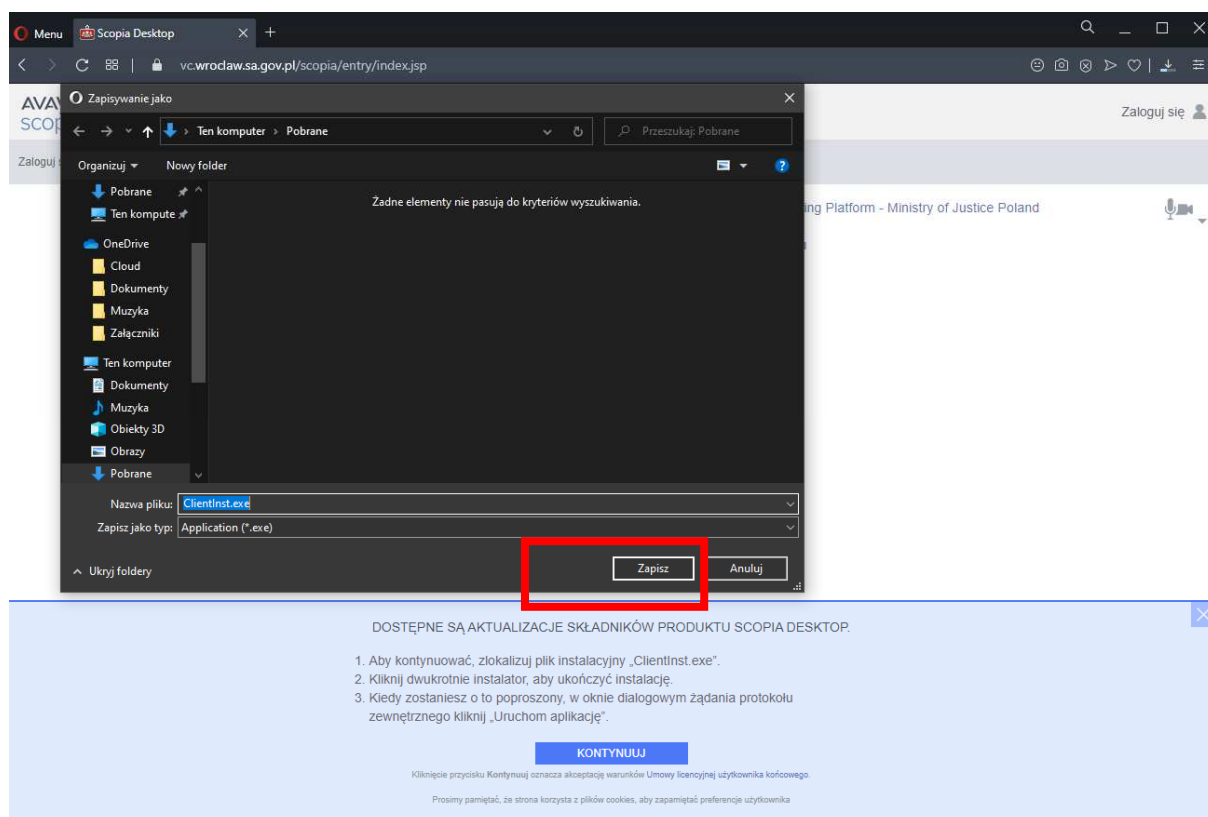 Menu
Scopia Desktop
vc.wroclaw.sa.gov.pl/scopia/entry/index.jsp
Zapisywanie jako
Zaloguj się
Ten komputer › Pobrane
Przeszukaj: Pobrane
Zaloguj
Organizuj
Nowy folder
Żadne elementy nie pasują do kryteriów wyszukiwania.
Pobrane
Ten kompute
OneDrive
Cloud
Dokumenty
Muzyka
Załączniki
Ten komputer
Dokumenty
Muzyka
Obiekty 3D
Obrazy
Pobrane
Platform - Ministry of Justice Poland
Nazwa pliku: ClientInst.exe
Zapisz jako typ: Application (*.exe)
Ukryj foldery
Zapisz
Anuluj
DOSTĘPNE SĄ AKTUALIZACJE SKŁADNIKÓW PRODUKTU SCOPIA DESKTOP.
1. Aby kontynuować, zlokalizuj plik instalacyjny „ClientInst.exe”.
2. Kliknij dwukrotnie instalator, aby ukończyć instalację.
3. Kiedy zostaniesz o to poproszony, w oknie dialogowym żądania protokołu
zewnętrznego kliknij „Uruchom aplikację”.
KONTYNUUJ
Kliknięcie przycisku Kontynuuj oznacza akceptację warunków Umowy licencyjnej użytkownika końcowego.
Prosimy pamiętać, że strona korzysta z plików cookies, aby zapamiętać preferencje użytkownika